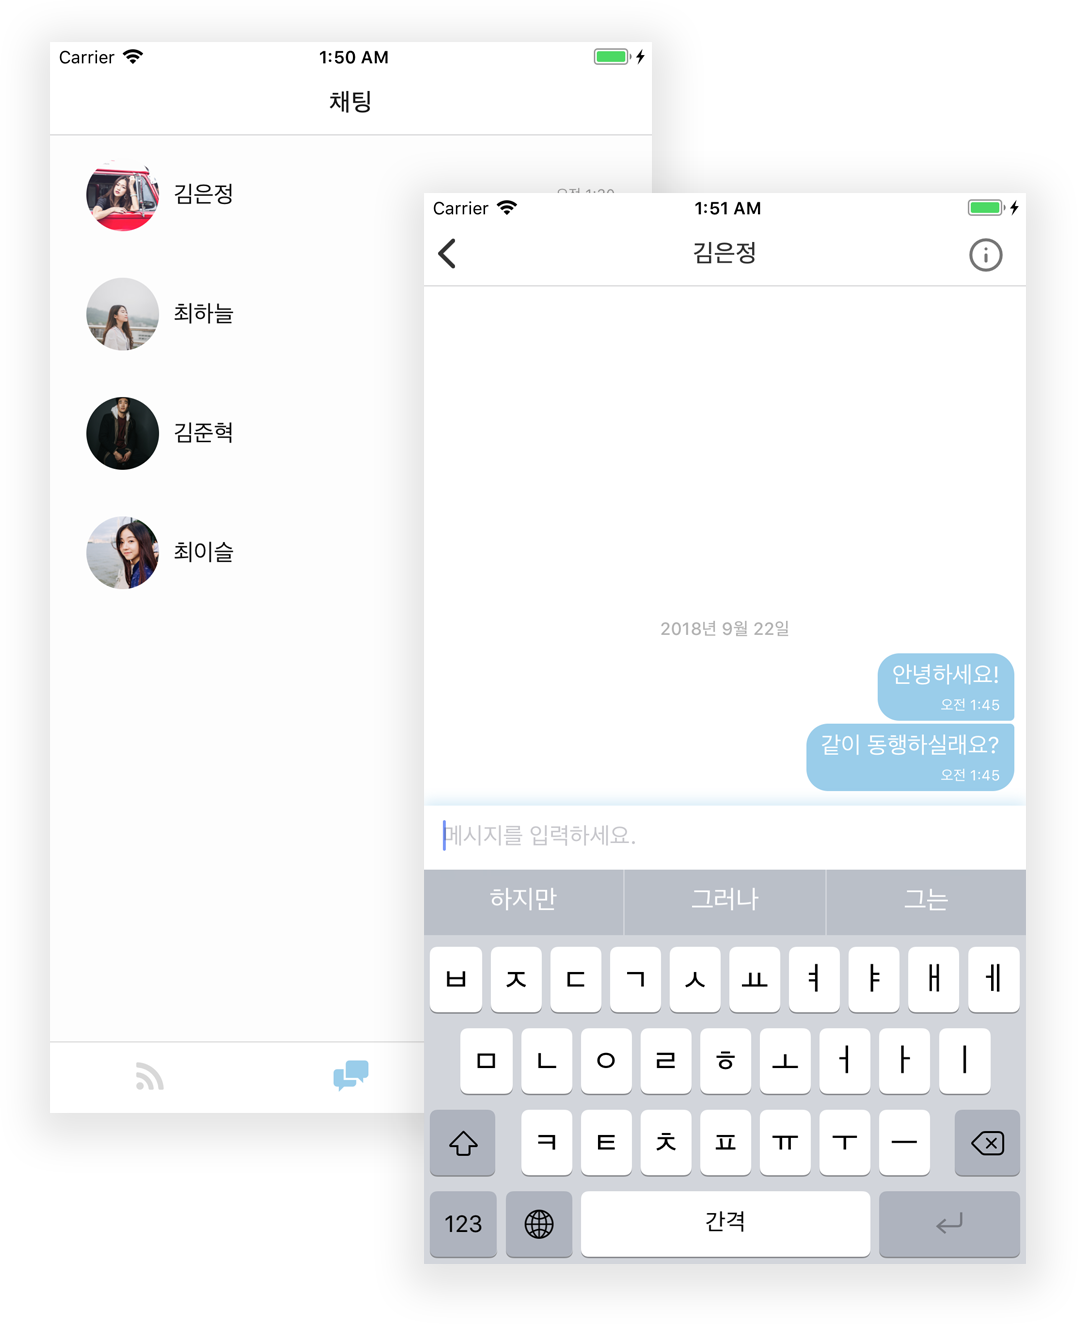 Carrier 1:50 AM
채팅
김은정
최하늘
김준혁
최이슬
Carrier 1:51 AM
김은정
2018년 9월 22일
안녕하세요!
오전 1:45
같이 동행하실래요?
오전 1:45
메시지를 입력하세요.
하지만 그러나 그는
ㅂ ㅈ ㄷ ㄱ ㅅ ㅛ ㅕ ㅑ ㅐ ㅔ
ㅁ ㄴ ㅇ ㄹ ㅎ ㅗ ㅓ ㅏ ㅣ
ㅋ ㅌ ㅊ ㅍ ㅠ ㅜ ㅡ
123 간격